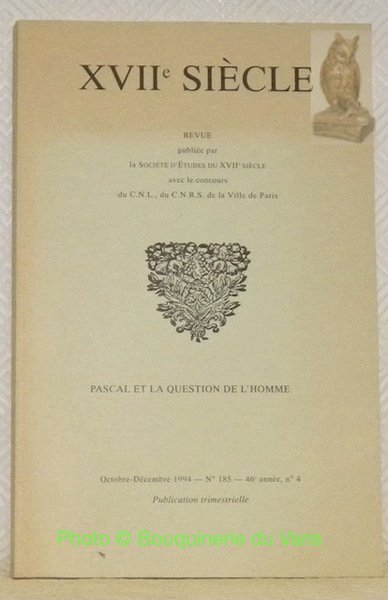 XVIIe SIÈCLE
REVUE
publiée par
la SOCIÉTÉ D'ÉTUDES DU XVIIe SIÈCLE
avec le concours
du C.N.L., du C.N.R.S. de la Ville de Paris
PASCAL ET LA QUESTION DE L'HOMME
Octobre-Décembre 1994 — N° 185 — 46e année, n° 4
Publication trimestrielle
Photo © Bouquinerie du Varis